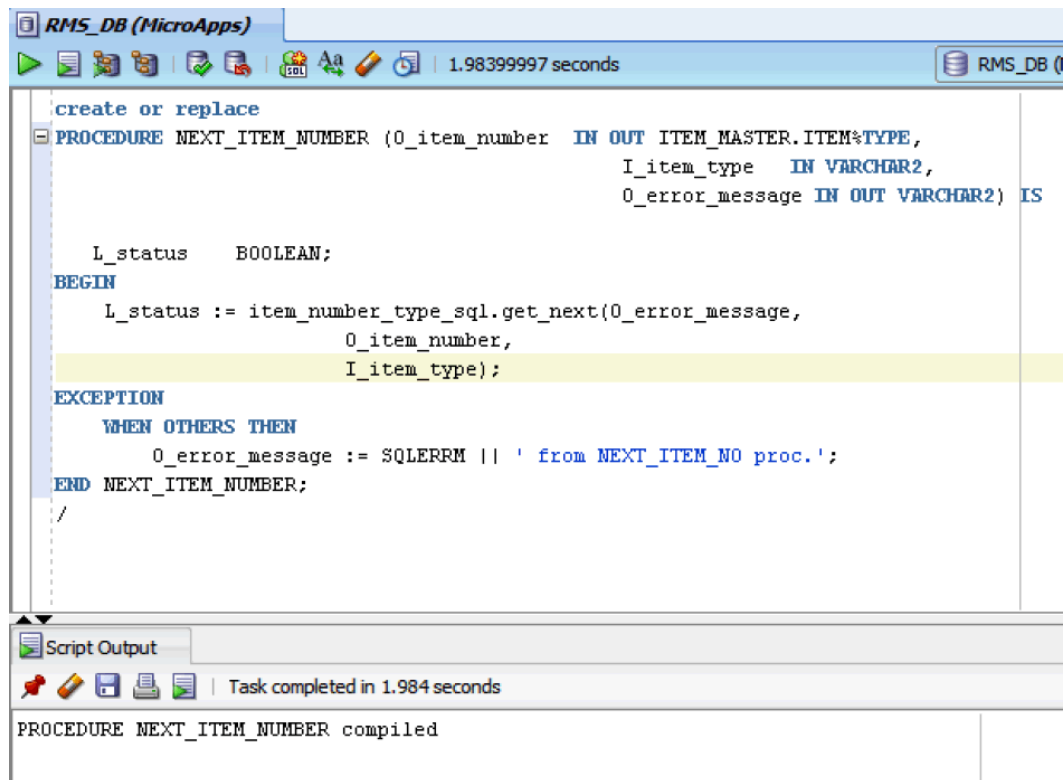 RMS_DB (MicroApps)
SQL Aa 1.98399997 seconds RMS_DB (
create or replace
PROCEDURE NEXT_ITEM_NUMBER (O_item_number IN OUT ITEM_MASTER.ITEM%TYPE,
I_item_type IN VARCHAR2,
O_error_message IN OUT VARCHAR2) IS
L_status BOOLEAN;
BEGIN
L_status := item_number_type_sql.get_next(O_error_message,
O_item_number,
I_item_type);
EXCEPTION
WHEN OTHERS THEN
O_error_message := SQLERRM || ' from NEXT_ITEM_NO proc.';
END NEXT_ITEM_NUMBER;
/
Script Output
Task completed in 1.984 seconds
PROCEDURE NEXT_ITEM_NUMBER compiled